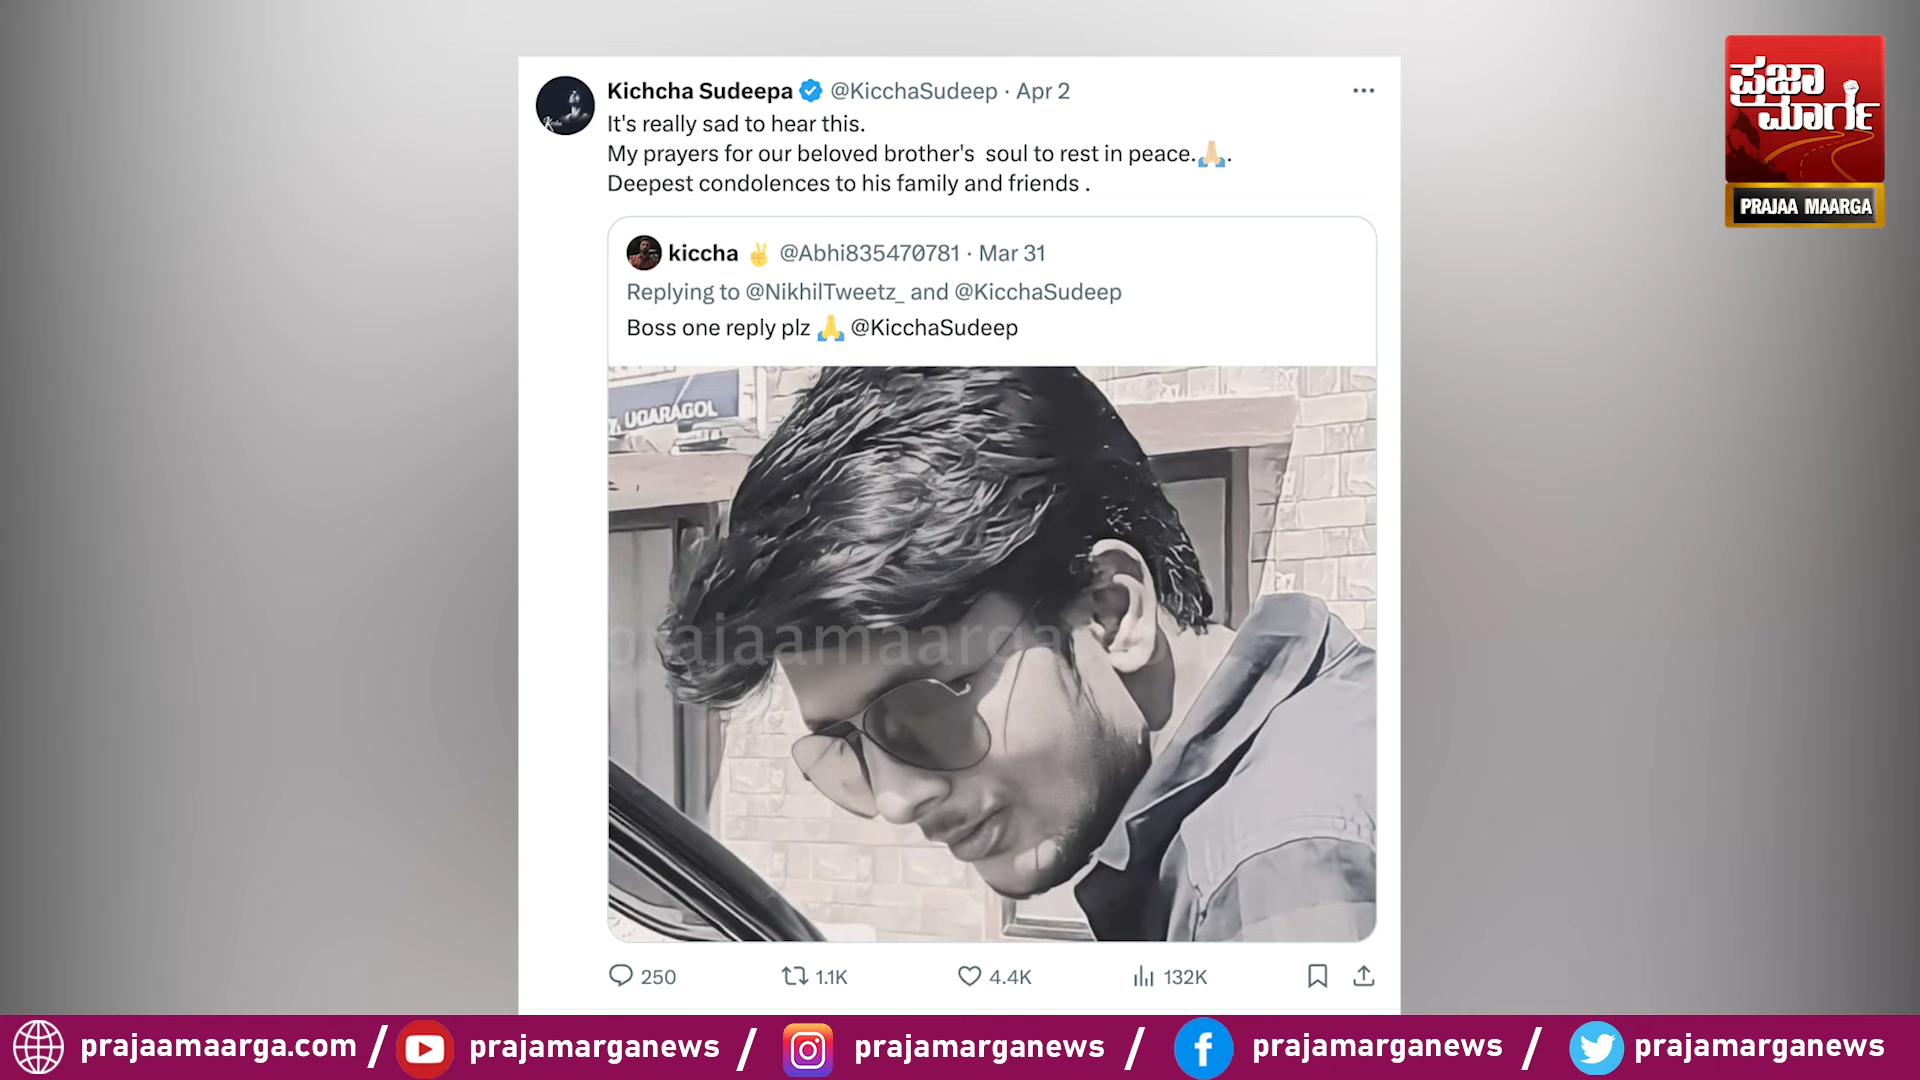 Kichcha Sudeepa @KicchaSudeep · Apr 2
It's really sad to hear this.
My prayers for our beloved brother's soul to rest in peace.🙏🏻.
Deepest condolences to his family and friends .
kiccha ✌ @Abhi835470781 · Mar 31
Replying to @NikhilTweetz_ and @KicchaSudeep
Boss one reply plz 🙏 @KicchaSudeep
UGARAGOL
250 1.1K 4.4K 132K
ಪ್ರಜಾ
ಮಾರ್ಗ
PRAJAA MAARGA
prajaamaarga.com / prajamarganews / prajamarganews / prajamarganews / prajamarganews